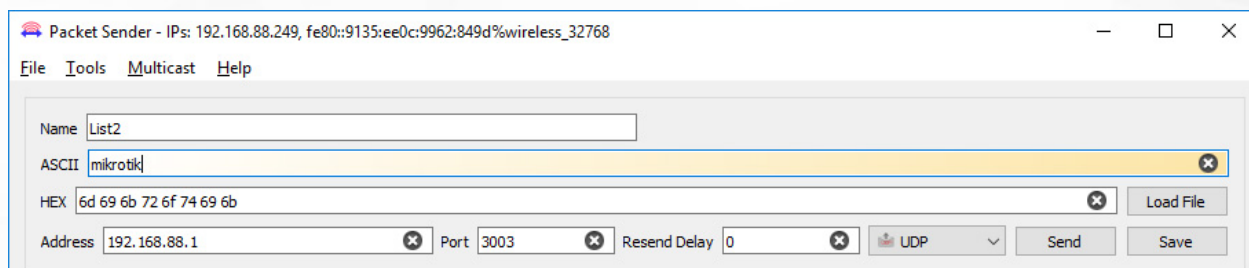 Packet Sender - IPs: 192.168.88.249, fe80::9135:ee0c:9962:849d%wireless_32768
File Tools Multicast Help
Name List2
ASCII mikrotik
HEX 6d 69 6b 72 6f 74 69 6b Load File
Address 192.168.88.1 Port 3003 Resend Delay 0 UDP Send Save